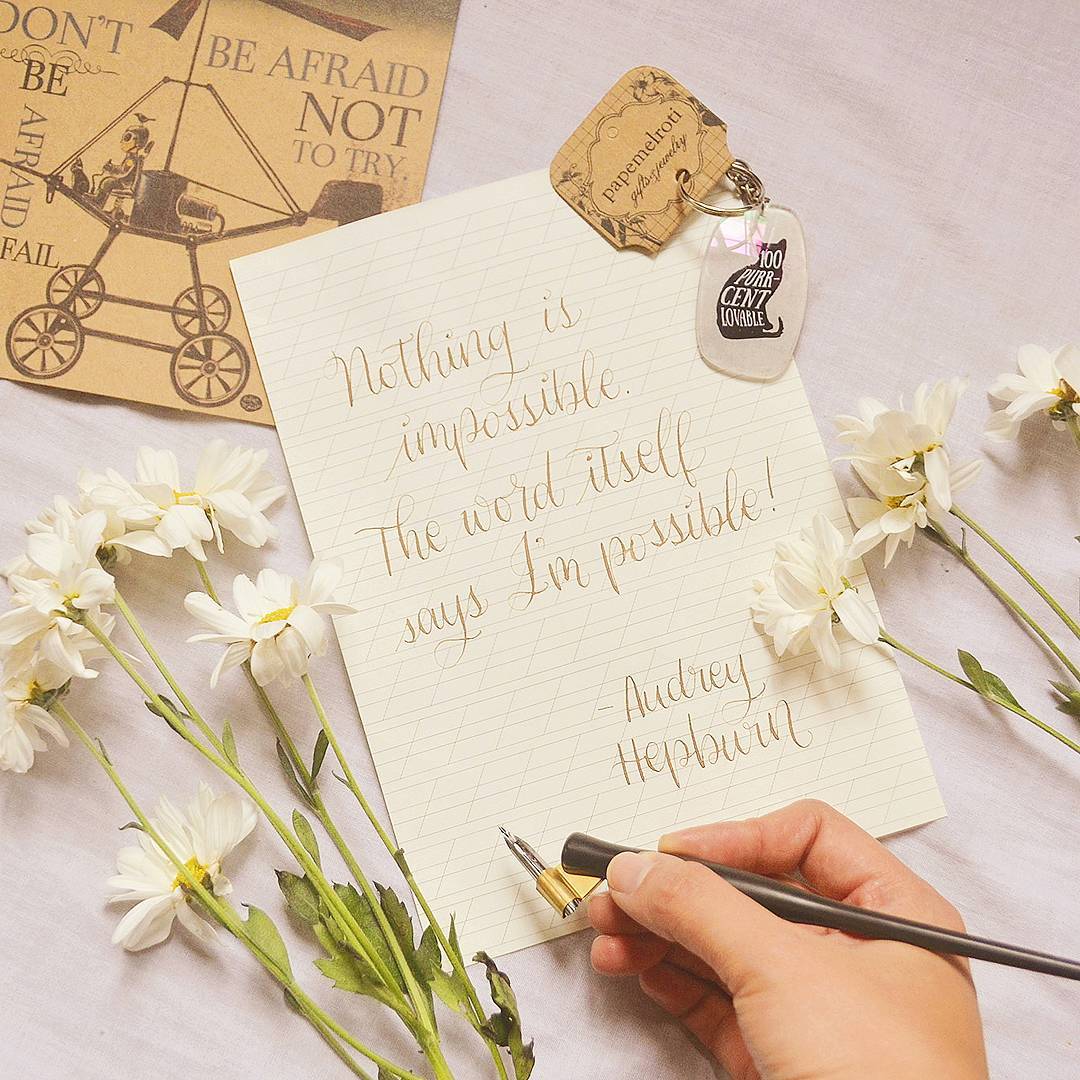 DON'T
BE
AFRAID
FAIL
BE AFRAID
NOT
TO TRY.
papemelroti
gifts & jewelry
100
PURR-
CENT
LOVABLE
Nothing is
impossible.
The word itself
says I'm possible!
-Audrey
Hepburn